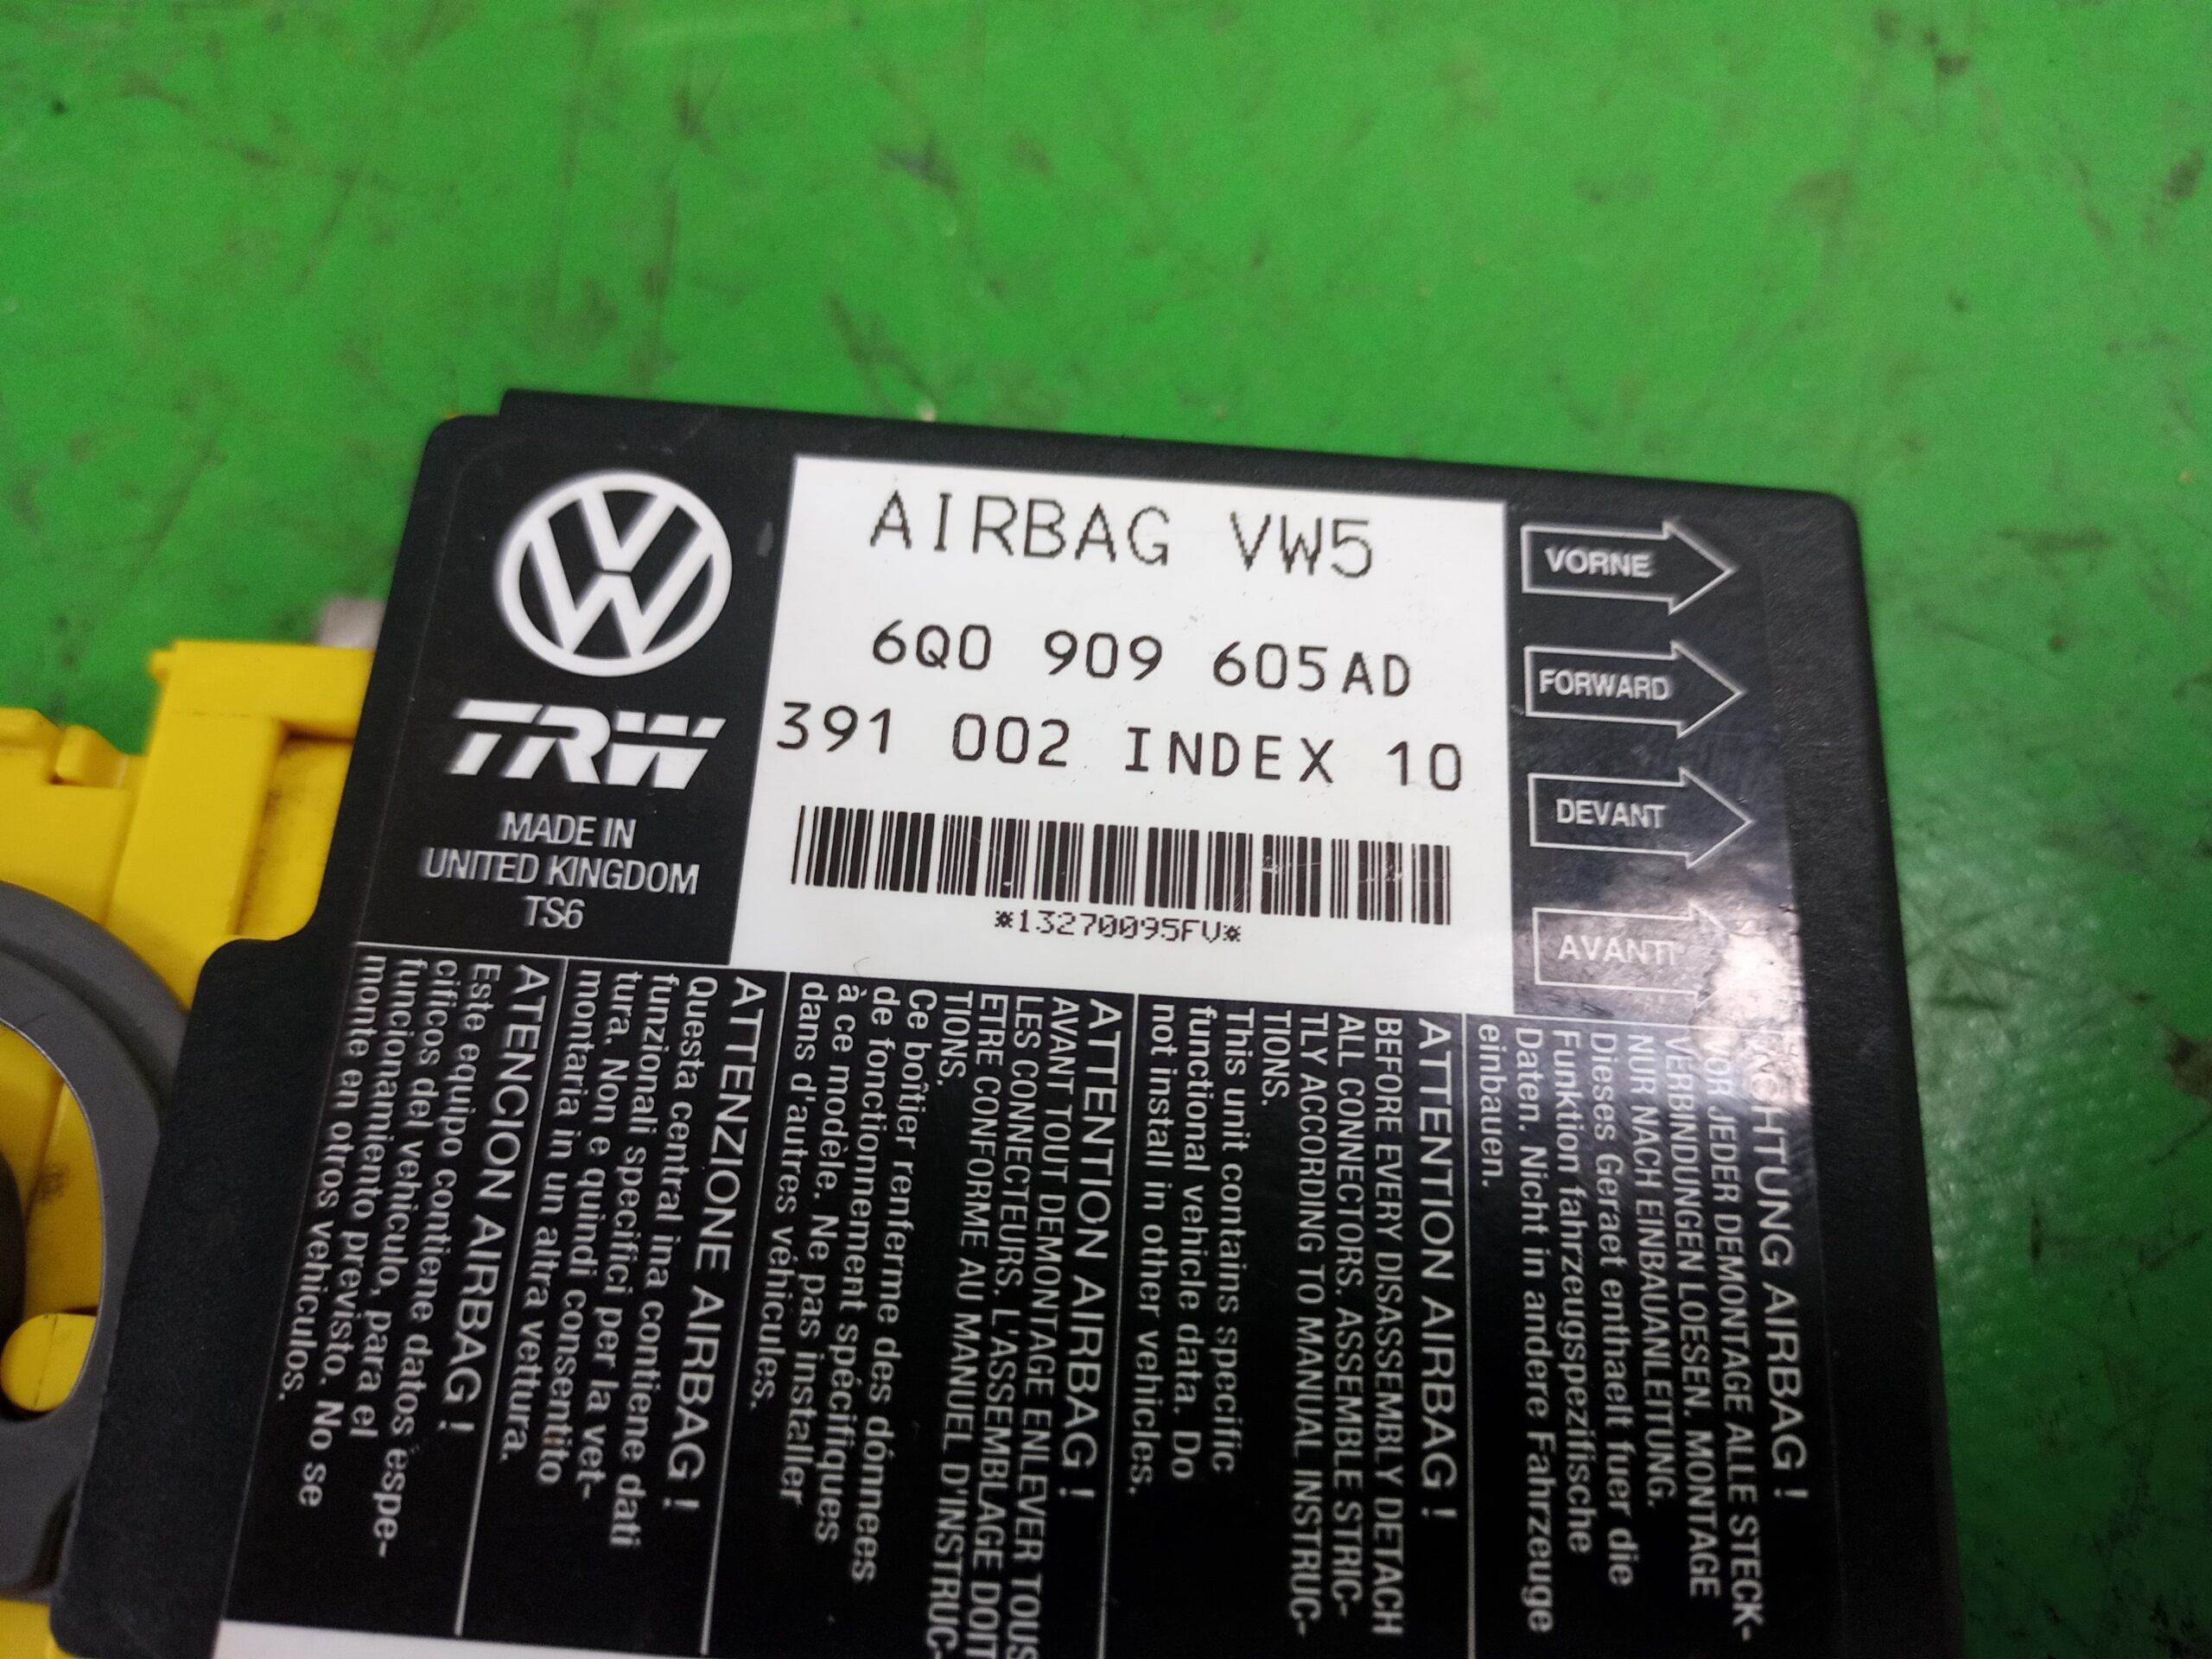 AIRBAG VW5
6Q0 909 605AD
391 002 INDEX 10
*13270095FV*
TRW
MADE IN
UNITED KINGDOM
TS6
VORNE
FORWARD
DEVANT
AVANTI
ACHTUNG AIRBAG !
VOR JEDER DEMONTAGE ALLE STECK-
VERBINDUNGEN LOESEN. MONTAGE
NUR NACH EINBAUANLEITUNG.
Dieses Geraet enthaelt fuer die
Funktion fahrzeugspezifische
Daten. Nicht in andere Fahrzeuge
einbauen.
ATTENTION AIRBAG !
BEFORE EVERY DISASSEMBLY DETACH
ALL CONNECTORS. ASSEMBLE STRIC-
TLY ACCORDING TO MANUAL INSTRUC-
TIONS.
This unit contains specific
functional vehicle data. Do
not install in other vehicles.
ATTENTION AIRBAG !
AVANT TOUT DEMONTAGE ENLEVER TOUS
LES CONNECTEURS. L'ASSEMBLAGE DOIT
ETRE CONFORME AU MANUEL D'INSTRUC-
TIONS.
Ce boîtier renferme des données
de fonctionnement spécifiques
à ce modèle. Ne pas installer
dans d'autres véhicules.
ATTENZIONE AIRBAG !
Questa central ina contiene dati
funzionali specifici per la vet-
tura. Non e quindi consentito
montaria in un altra vettura.
ATENCION AIRBAG !
Este equipo contiene datos espe-
cificos del vehiculo, para el
funcionamiento previsto. No se
monte en otros vehiculos.